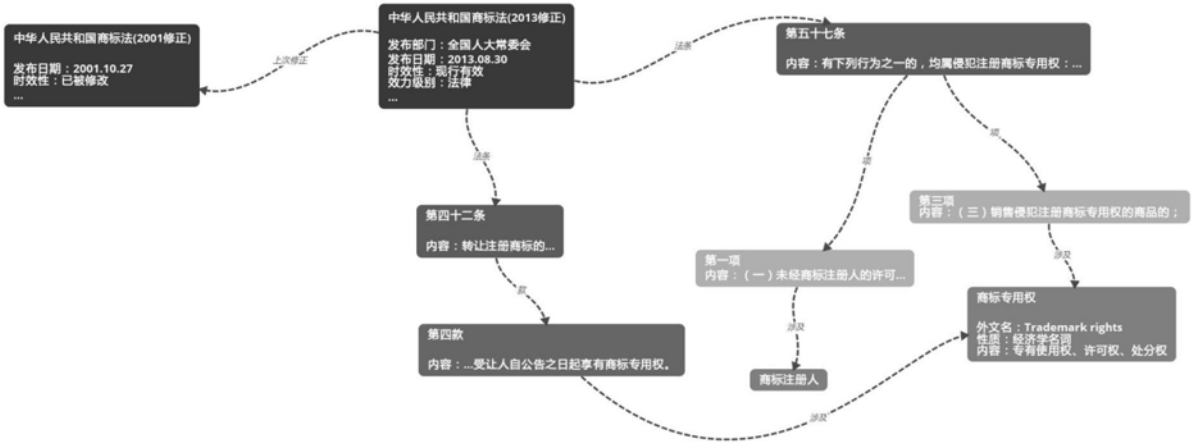 中华人民共和国商标法(2001修正)
发布日期：2001.10.27
时效性：已被修改
...
上次修正
中华人民共和国商标法(2013修正)
发布部门：全国人大常委会
发布日期：2013.08.30
时效性：现行有效
效力级别：法律
...
法条
第五十七条
内容：有下列行为之一的，均属侵犯注册商标专用权：...
法条
项
项
第四十二条
内容：转让注册商标的...
第三项
内容：（三）销售侵犯注册商标专用权的商品的；
第一项
内容：（一）未经商标注册人的许可...
涉及
款
涉及
商标专用权
外文名：Trademark rights
性质：经济学名词
内容：专有使用权、许可权、处分权
第四款
内容：...受让人自公告之日起享有商标专用权。
商标注册人
涉及